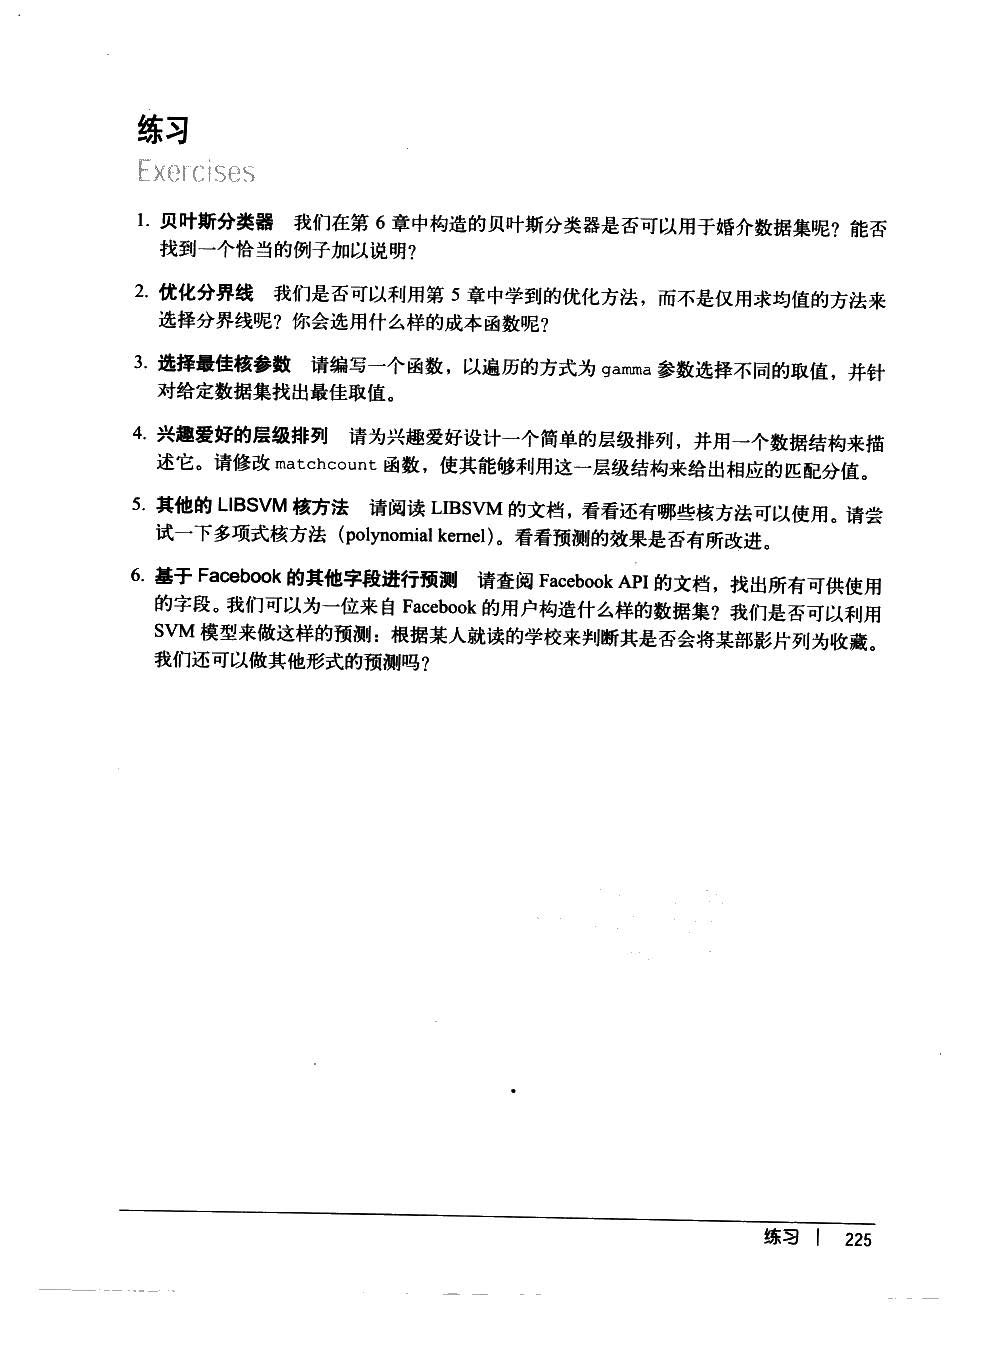 练习
Exercises
1. 贝叶斯分类器 我们在第 6 章中构造的贝叶斯分类器是否可以用于婚介数据集呢？能否
找到一个恰当的例子加以说明？
2. 优化分界线 我们是否可以利用第 5 章中学到的优化方法，而不是仅用求均值的方法来
选择分界线呢？你会选用什么样的成本函数呢？
3. 选择最佳核参数 请编写一个函数，以遍历的方式为 gamma 参数选择不同的取值，并针
对给定数据集找出最佳取值。
4. 兴趣爱好的层级排列 请为兴趣爱好设计一个简单的层级排列，并用一个数据结构来描
述它。请修改 matchcount 函数，使其能够利用这一层级结构来给出相应的匹配分值。
5. 其他的 LIBSVM 核方法 请阅读 LIBSVM 的文档，看看还有哪些核方法可以使用。请尝
试一下多项式核方法（polynomial kernel）。看看预测的效果是否有所改进。
6. 基于 Facebook 的其他字段进行预测 请查阅 Facebook API 的文档，找出所有可供使用
的字段。我们可以为一位来自 Facebook 的用户构造什么样的数据集？我们是否可以利用
SVM 模型来做这样的预测：根据某人就读的学校来判断其是否会将某部影片列为收藏。
我们还可以做其他形式的预测吗？
练习 | 225